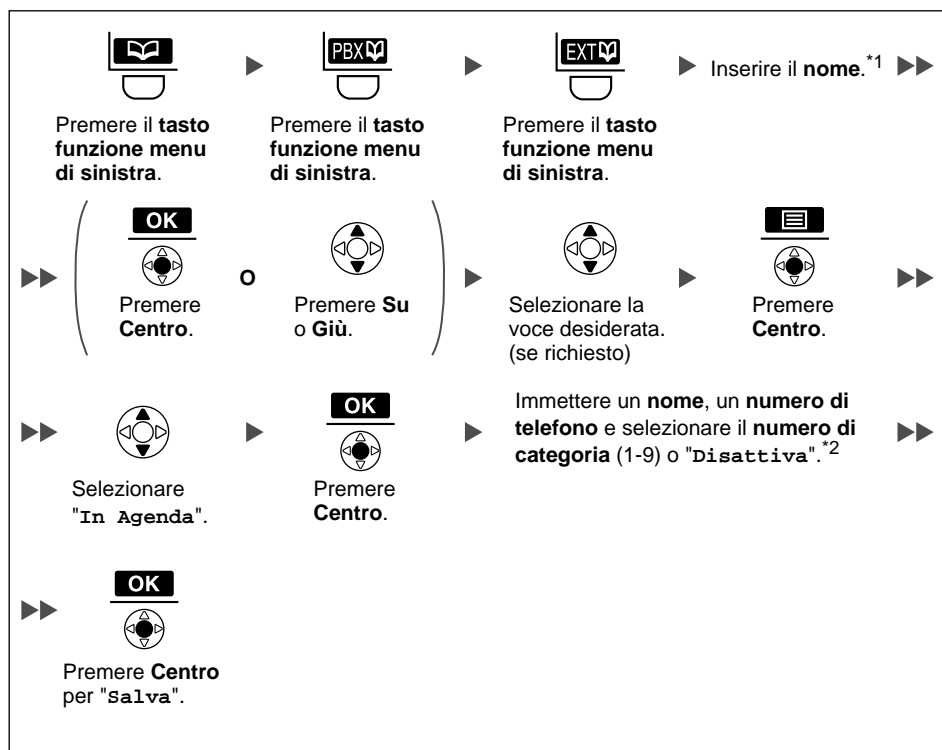 PBX
EXT
Inserire il nome.*1
Premere il tasto funzione menu di sinistra.
Premere il tasto funzione menu di sinistra.
Premere il tasto funzione menu di sinistra.
OK
Premere Centro.
O
Premere Su o Giù.
Selezionare la voce desiderata. (se richiesto)
Premere Centro.
Selezionare "In Agenda".
OK
Premere Centro.
Immettere un nome, un numero di telefono e selezionare il numero di categoria (1-9) o "Disattiva".*2
OK
Premere Centro per "Salva".